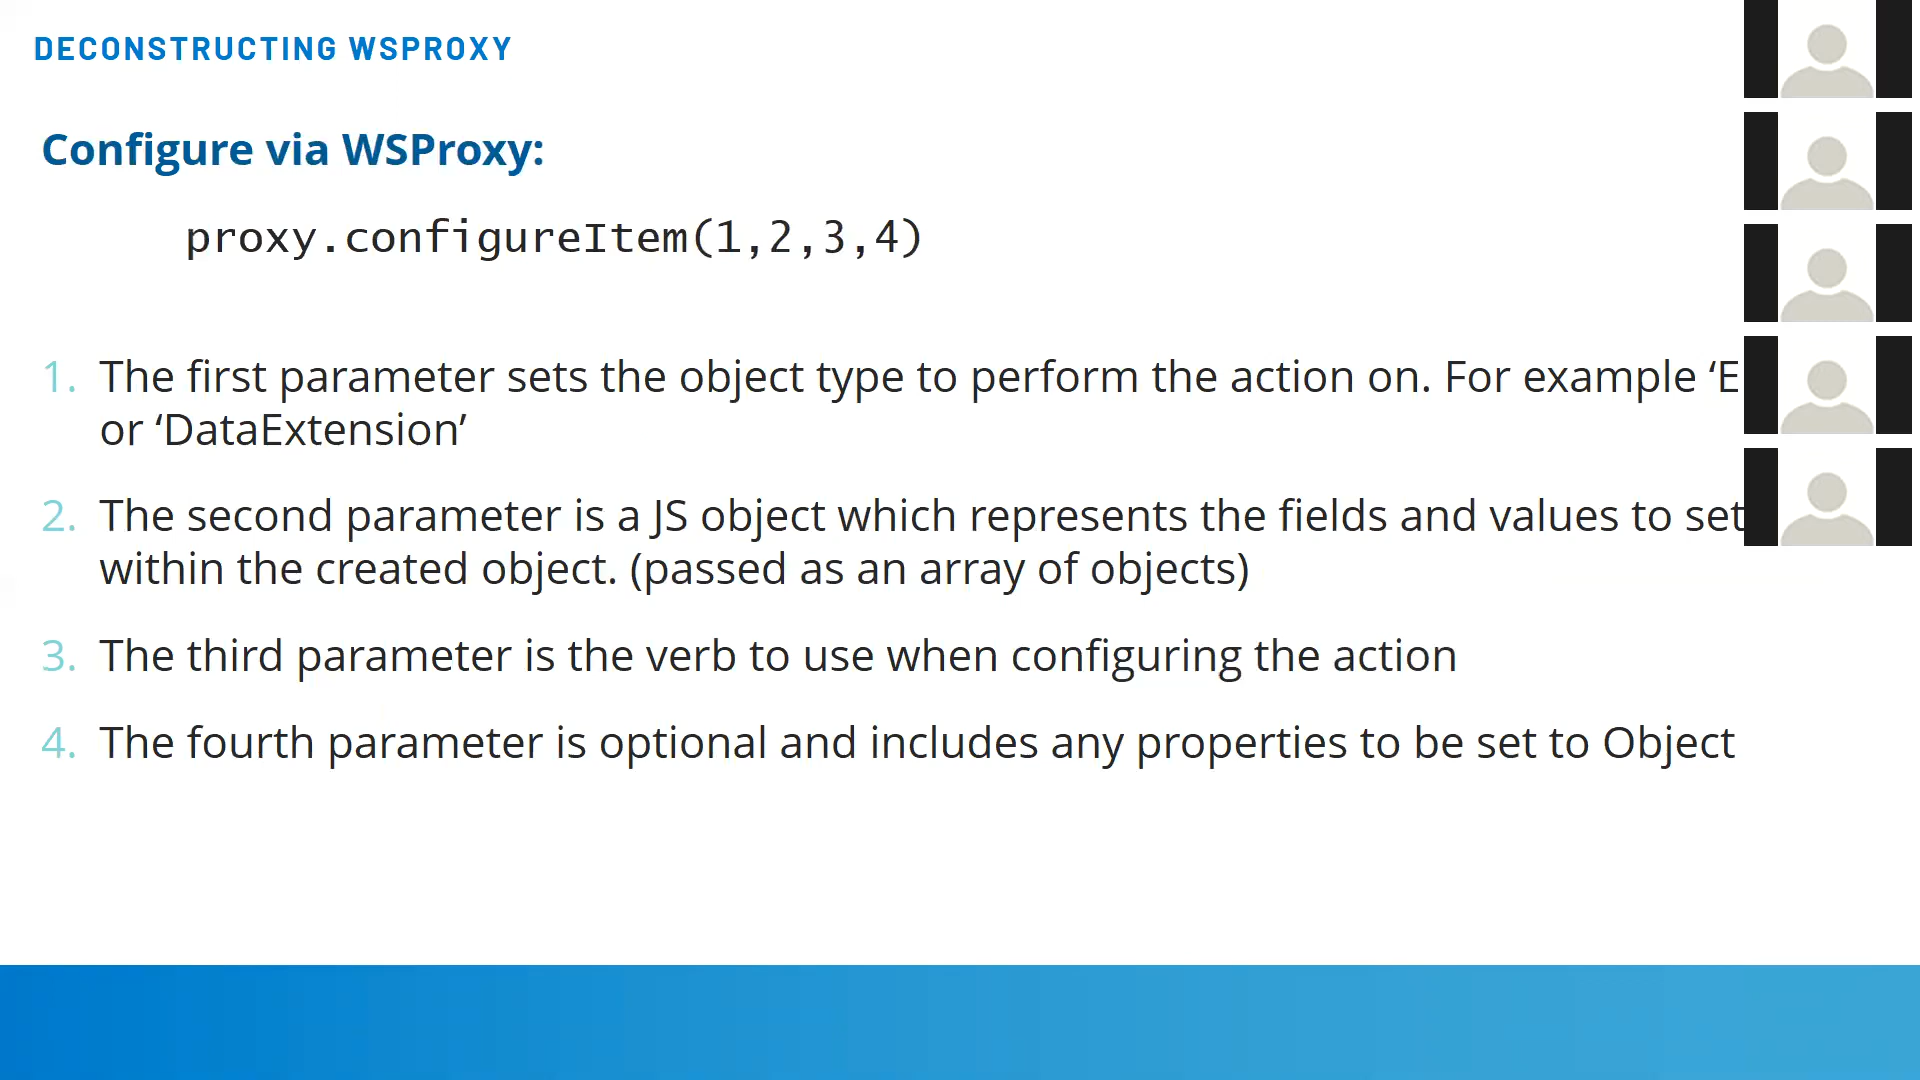 DECONSTRUCTING WSPROXY
Configure via WSProxy:
proxy.configureItem(1,2,3,4)
1. The first parameter sets the object type to perform the action on. For example ‘E
or ‘DataExtension’
2. The second parameter is a JS object which represents the fields and values to set
within the created object. (passed as an array of objects)
3. The third parameter is the verb to use when configuring the action
4. The fourth parameter is optional and includes any properties to be set to Object